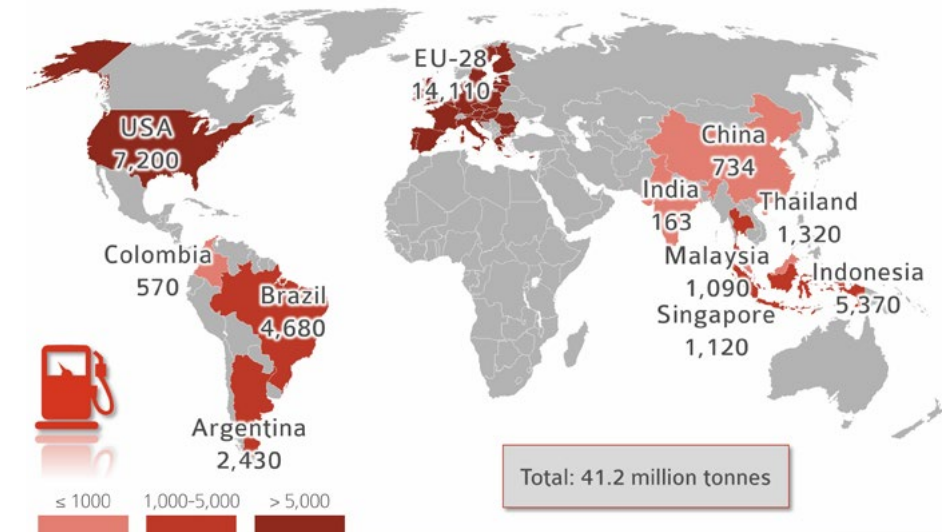 EU-28
14,110
USA
7,200
China
734
India
163
Thailand
1,320
Malaysia
1,090
Indonesia
5,370
Singapore
1,120
Colombia
570
Brazil
4,680
Argentina
2,430
Total: 41.2 million tonnes
≤ 1000 1,000-5,000 > 5,000